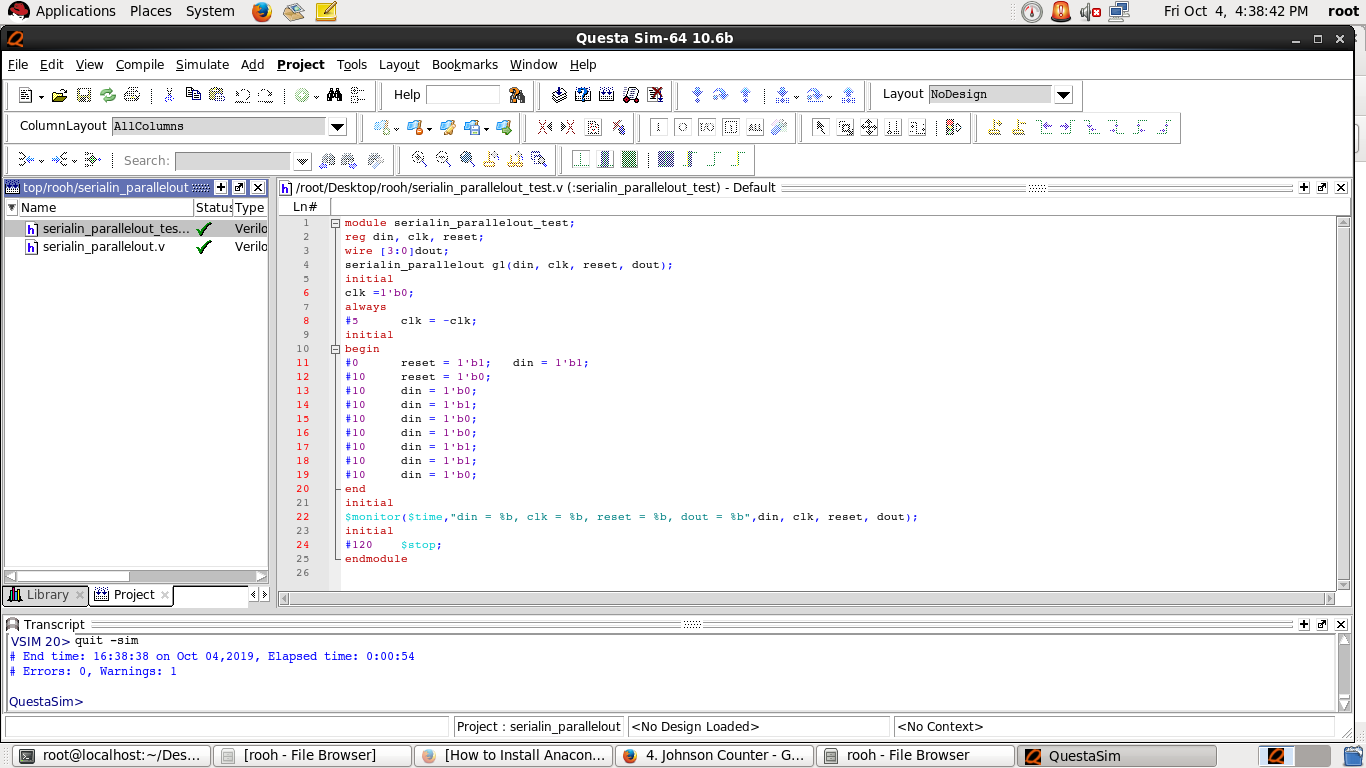 Applications Places System Fri Oct 4, 4:38:42 PM root
Questa Sim-64 10.6b
File Edit View Compile Simulate Add Project Tools Layout Bookmarks Window Help
Help Layout NoDesign
ColumnLayout AllColumns
Search:
top/rooh/serialin_parallelout
Name Status Type
serialin_parallelout_tes... Verilo
serialin_parallelout.v Verilo
Library Project
/root/Desktop/rooh/serialin_parallelout_test.v (:serialin_parallelout_test) - Default
Ln#
1 module serialin_parallelout_test;
2 reg din, clk, reset;
3 wire [3:0]dout;
4 serialin_parallelout g1(din, clk, reset, dout);
5 initial
6 clk =1'b0;
7 always
8 #5 clk = ~clk;
9 initial
10 begin
11 #0 reset = 1'b1; din = 1'b1;
12 #10 reset = 1'b0;
13 #10 din = 1'b0;
14 #10 din = 1'b1;
15 #10 din = 1'b0;
16 #10 din = 1'b0;
17 #10 din = 1'b1;
18 #10 din = 1'b1;
19 #10 din = 1'b0;
20 end
21 initial
22 $monitor($time,"din = %b, clk = %b, reset = %b, dout = %b",din, clk, reset, dout);
23 initial
24 #120 $stop;
25 endmodule
26
Transcript
VSIM 20> quit -sim
# End time: 16:38:38 on Oct 04,2019, Elapsed time: 0:00:54
# Errors: 0, Warnings: 1
QuestaSim>
Project : serialin_parallelout <No Design Loaded> <No Context>
root@localhost:~/Des... [rooh - File Browser] [How to Install Anacon... 4. Johnson Counter - G... rooh - File Browser QuestaSim